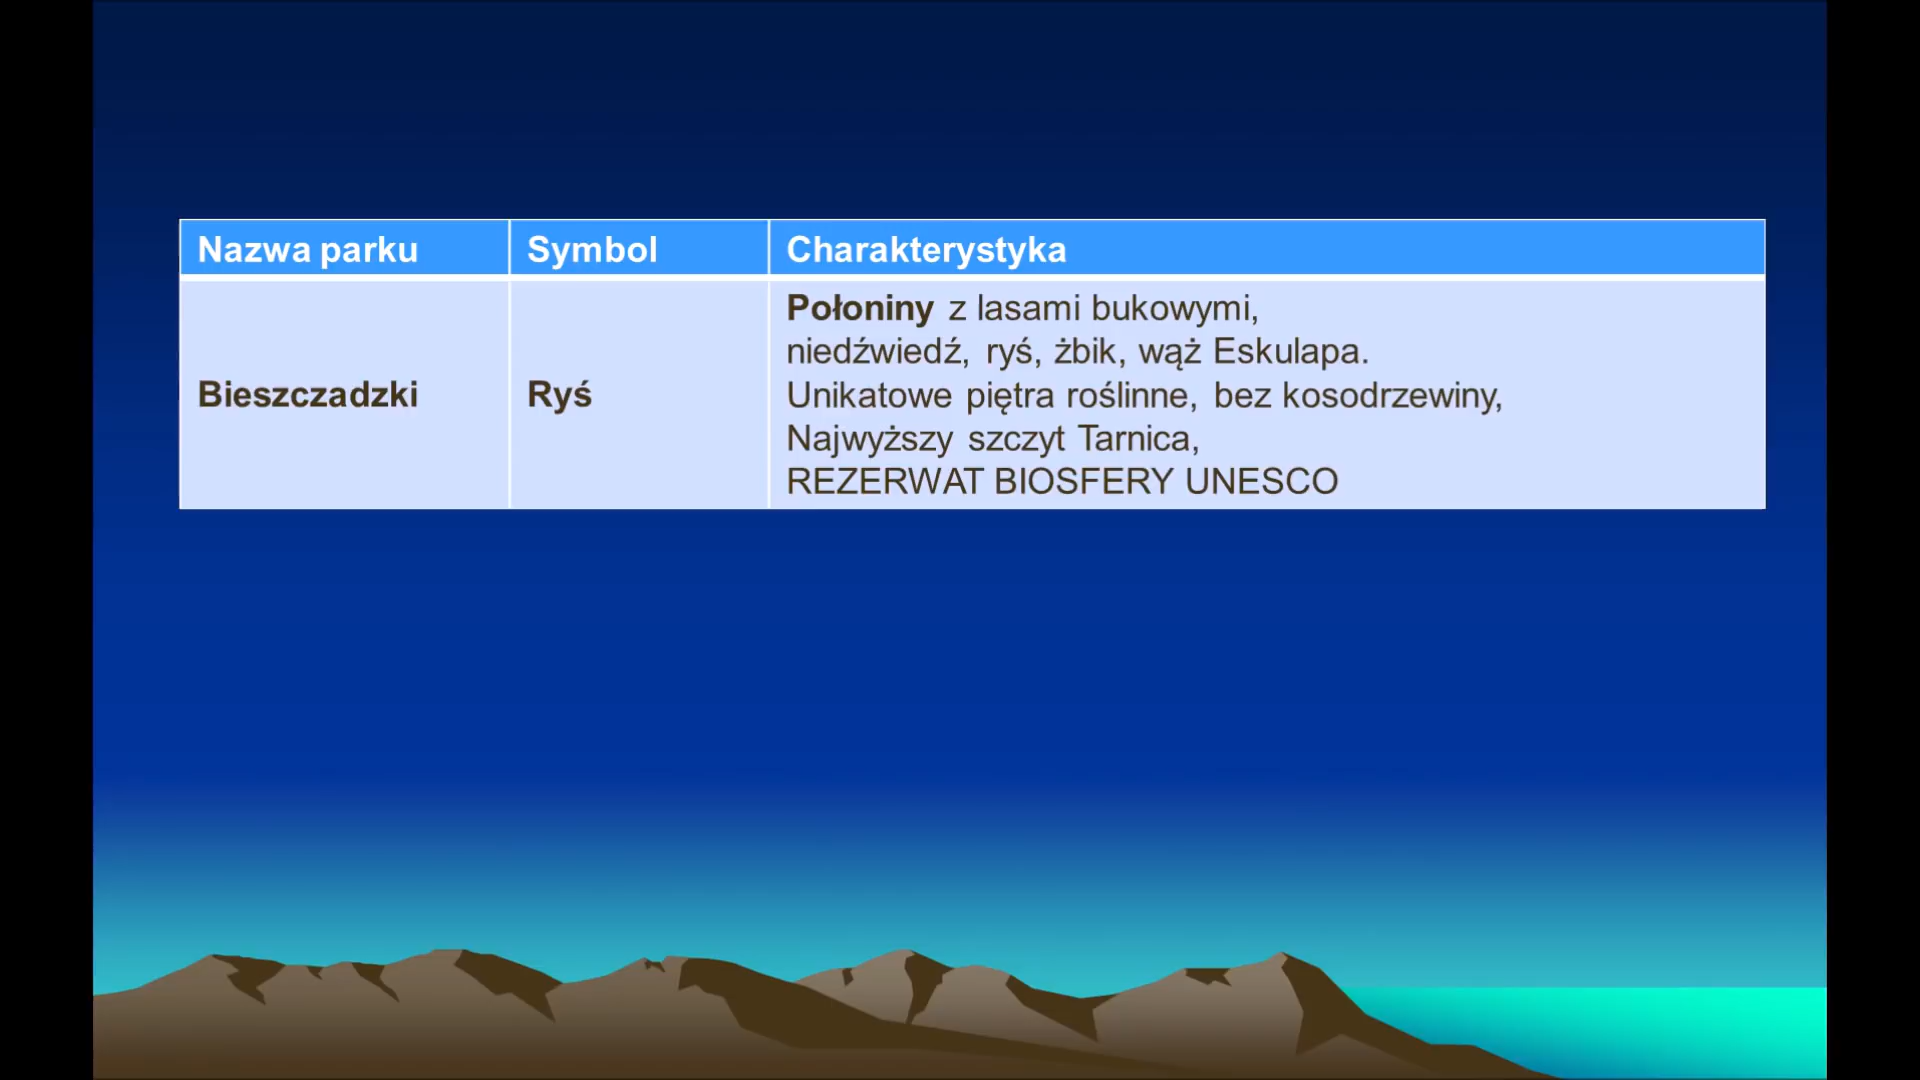 Nazwa parku Symbol Charakterystyka
Bieszczadzki Ryś
Połoniny z lasami bukowymi,
niedźwiedź, ryś, żbik, wąż Eskulapa.
Unikatowe piętra roślinne, bez kosodrzewiny,
Najwyższy szczyt Tarnica,
REZERWAT BIOSFERY UNESCO